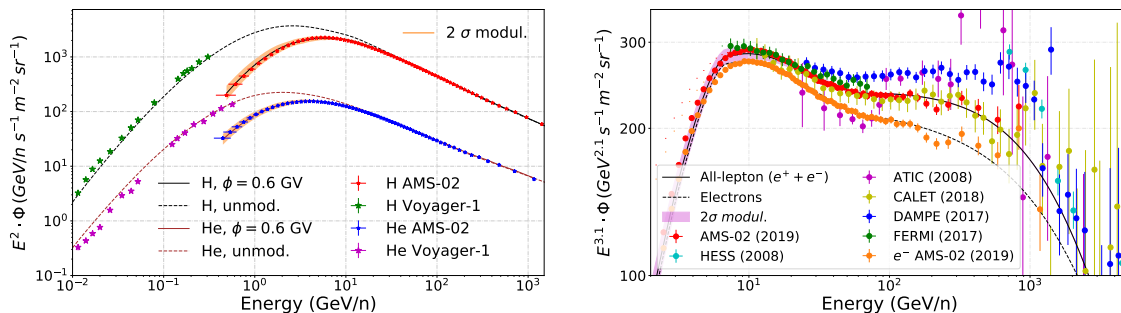 E² · Φ (GeV/n s⁻¹ m⁻² sr⁻¹)
10³
10²
10¹
10⁰
10⁻¹
2 σ modul.
H, ϕ = 0.6 GV
H, unmod.
He, ϕ = 0.6 GV
He, unmod.
H AMS-02
H Voyager-1
He AMS-02
He Voyager-1
10⁻² 10⁻¹ 10⁰ 10¹ 10² 10³
Energy (GeV/n)
E³·¹ · Φ (GeV²·¹ s⁻¹ m⁻² sr⁻¹)
300
200
100
All-lepton (e⁺ + e⁻)
Electrons
2σ modul.
AMS-02 (2019)
HESS (2008)
ATIC (2008)
CALET (2018)
DAMPE (2017)
FERMI (2017)
e⁻ AMS-02 (2019)
10¹ 10² 10³
Energy (GeV/n)